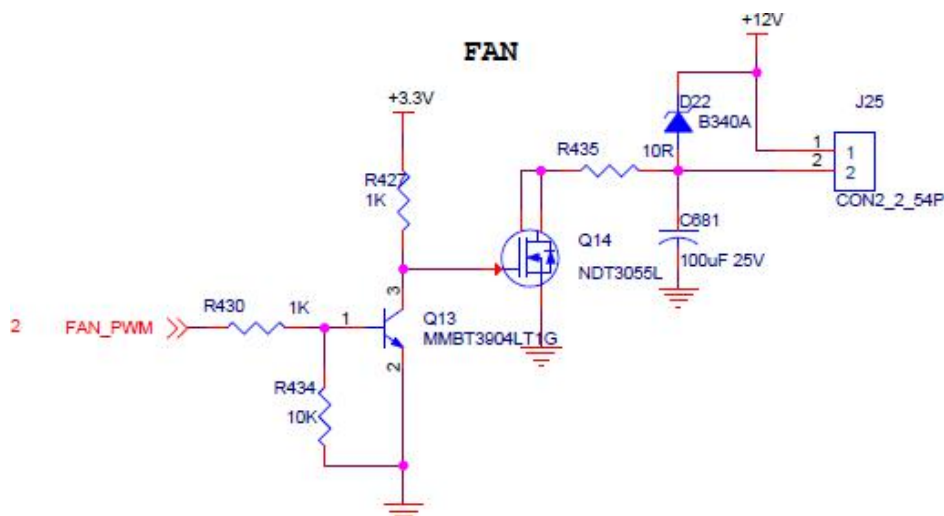 FAN
+12V
+3.3V
D22
B340A
J25
R427
1K
R435
10R
1
2
1
2
CON2_2_54P
C681
100uF 25V
Q14
NDT3055L
3
2
FAN_PWM
R430
1K
1
Q13
MMBT3904LT1G
2
R434
10K